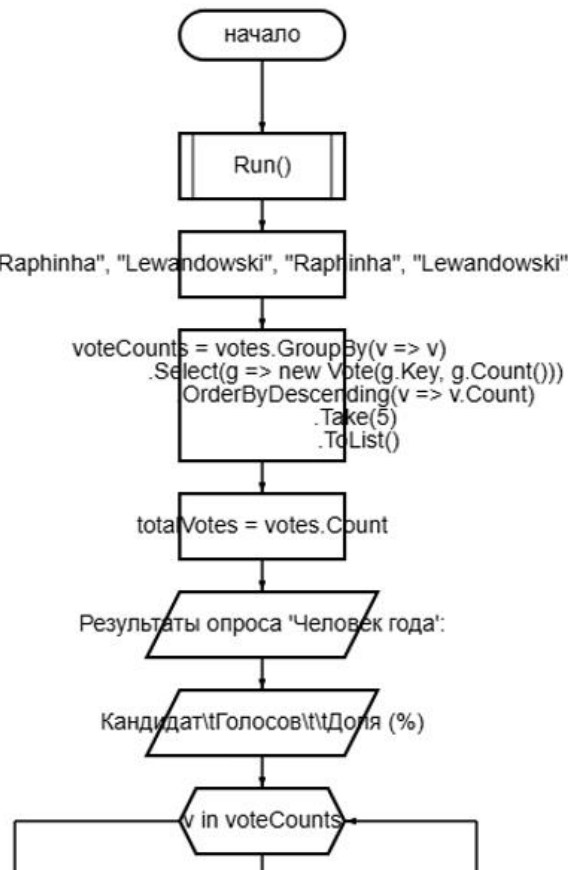 начало
Run()
Raphinha", "Lewandowski", "Raphinha", "Lewandowski"
voteCounts = votes.GroupBy(v => v)
.Select(g => new Vote(g.Key, g.Count()))
.OrderByDescending(v => v.Count)
.Take(5)
.ToList()
totalVotes = votes.Count
Результаты опроса 'Человек года':
Кандидат\tГолосов\t\tДоля (%)
v in voteCounts